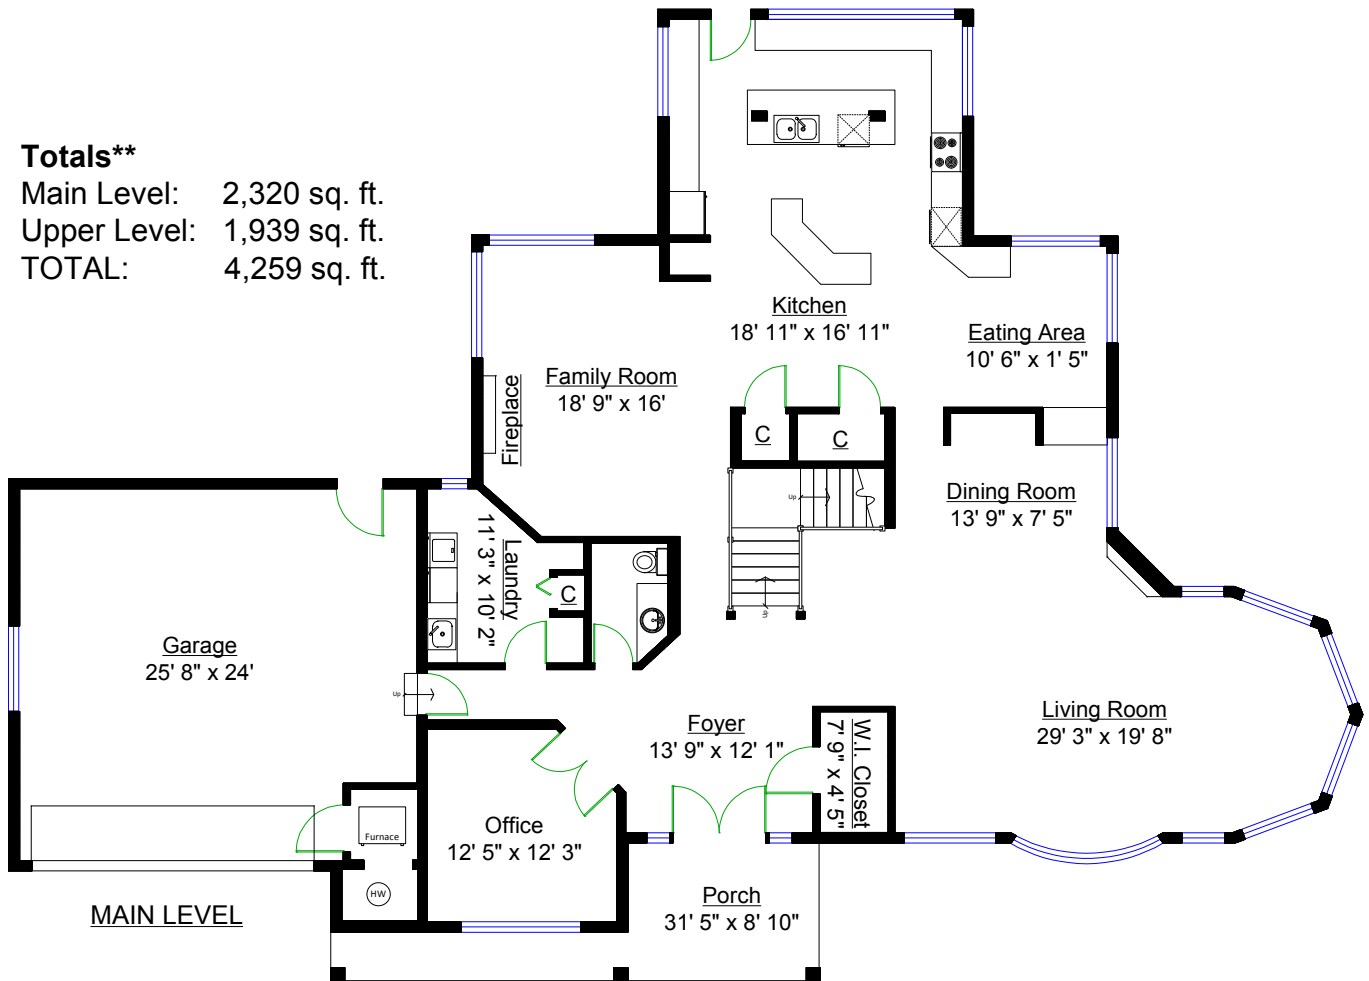 Totals**
Main Level: 2,320 sq. ft.
Upper Level: 1,939 sq. ft.
TOTAL: 4,259 sq. ft.
Kitchen
18' 11" x 16' 11"
Eating Area
10' 6" x 1' 5"
Family Room
18' 9" x 16'
Fireplace
C
C
Up
Dining Room
13' 9" x 7' 5"
Laundry
11' 3" x 10' 2"
C
Up
Garage
25' 8" x 24'
Up
Foyer
13' 9" x 12' 1"
W.I. Closet
7' 9" x 4' 5"
Living Room
29' 3" x 19' 8"
Office
12' 5" x 12' 3"
Furnace
HW
Porch
31' 5" x 8' 10"
MAIN LEVEL